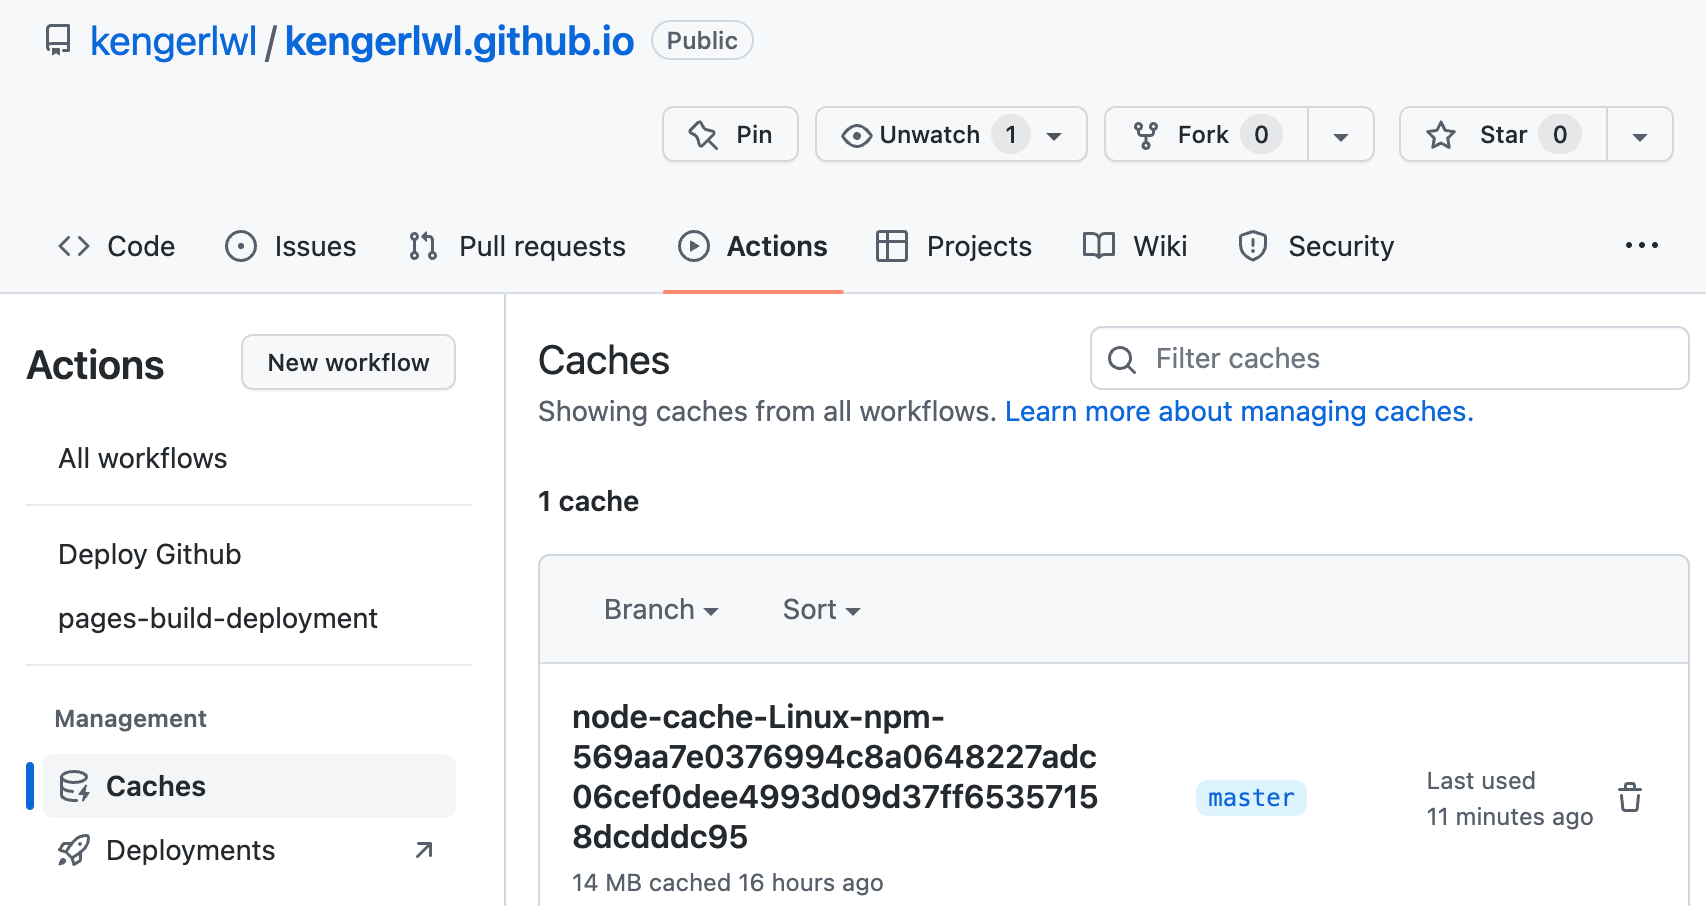 kengerlwl / kengerlwl.github.io Public
Pin Unwatch 1 Fork 0 Star 0
Code Issues Pull requests Actions Projects Wiki Security
Actions
New workflow
All workflows
Deploy Github
pages-build-deployment
Management
Caches
Deployments
Caches
Filter caches
Showing caches from all workflows. Learn more about managing caches.
1 cache
Branch Sort
node-cache-Linux-npm-
569aa7e0376994c8a0648227adc
06cef0dee4993d09d37ff6535715
8dcdddc95
14 MB cached 16 hours ago
master
Last used
11 minutes ago